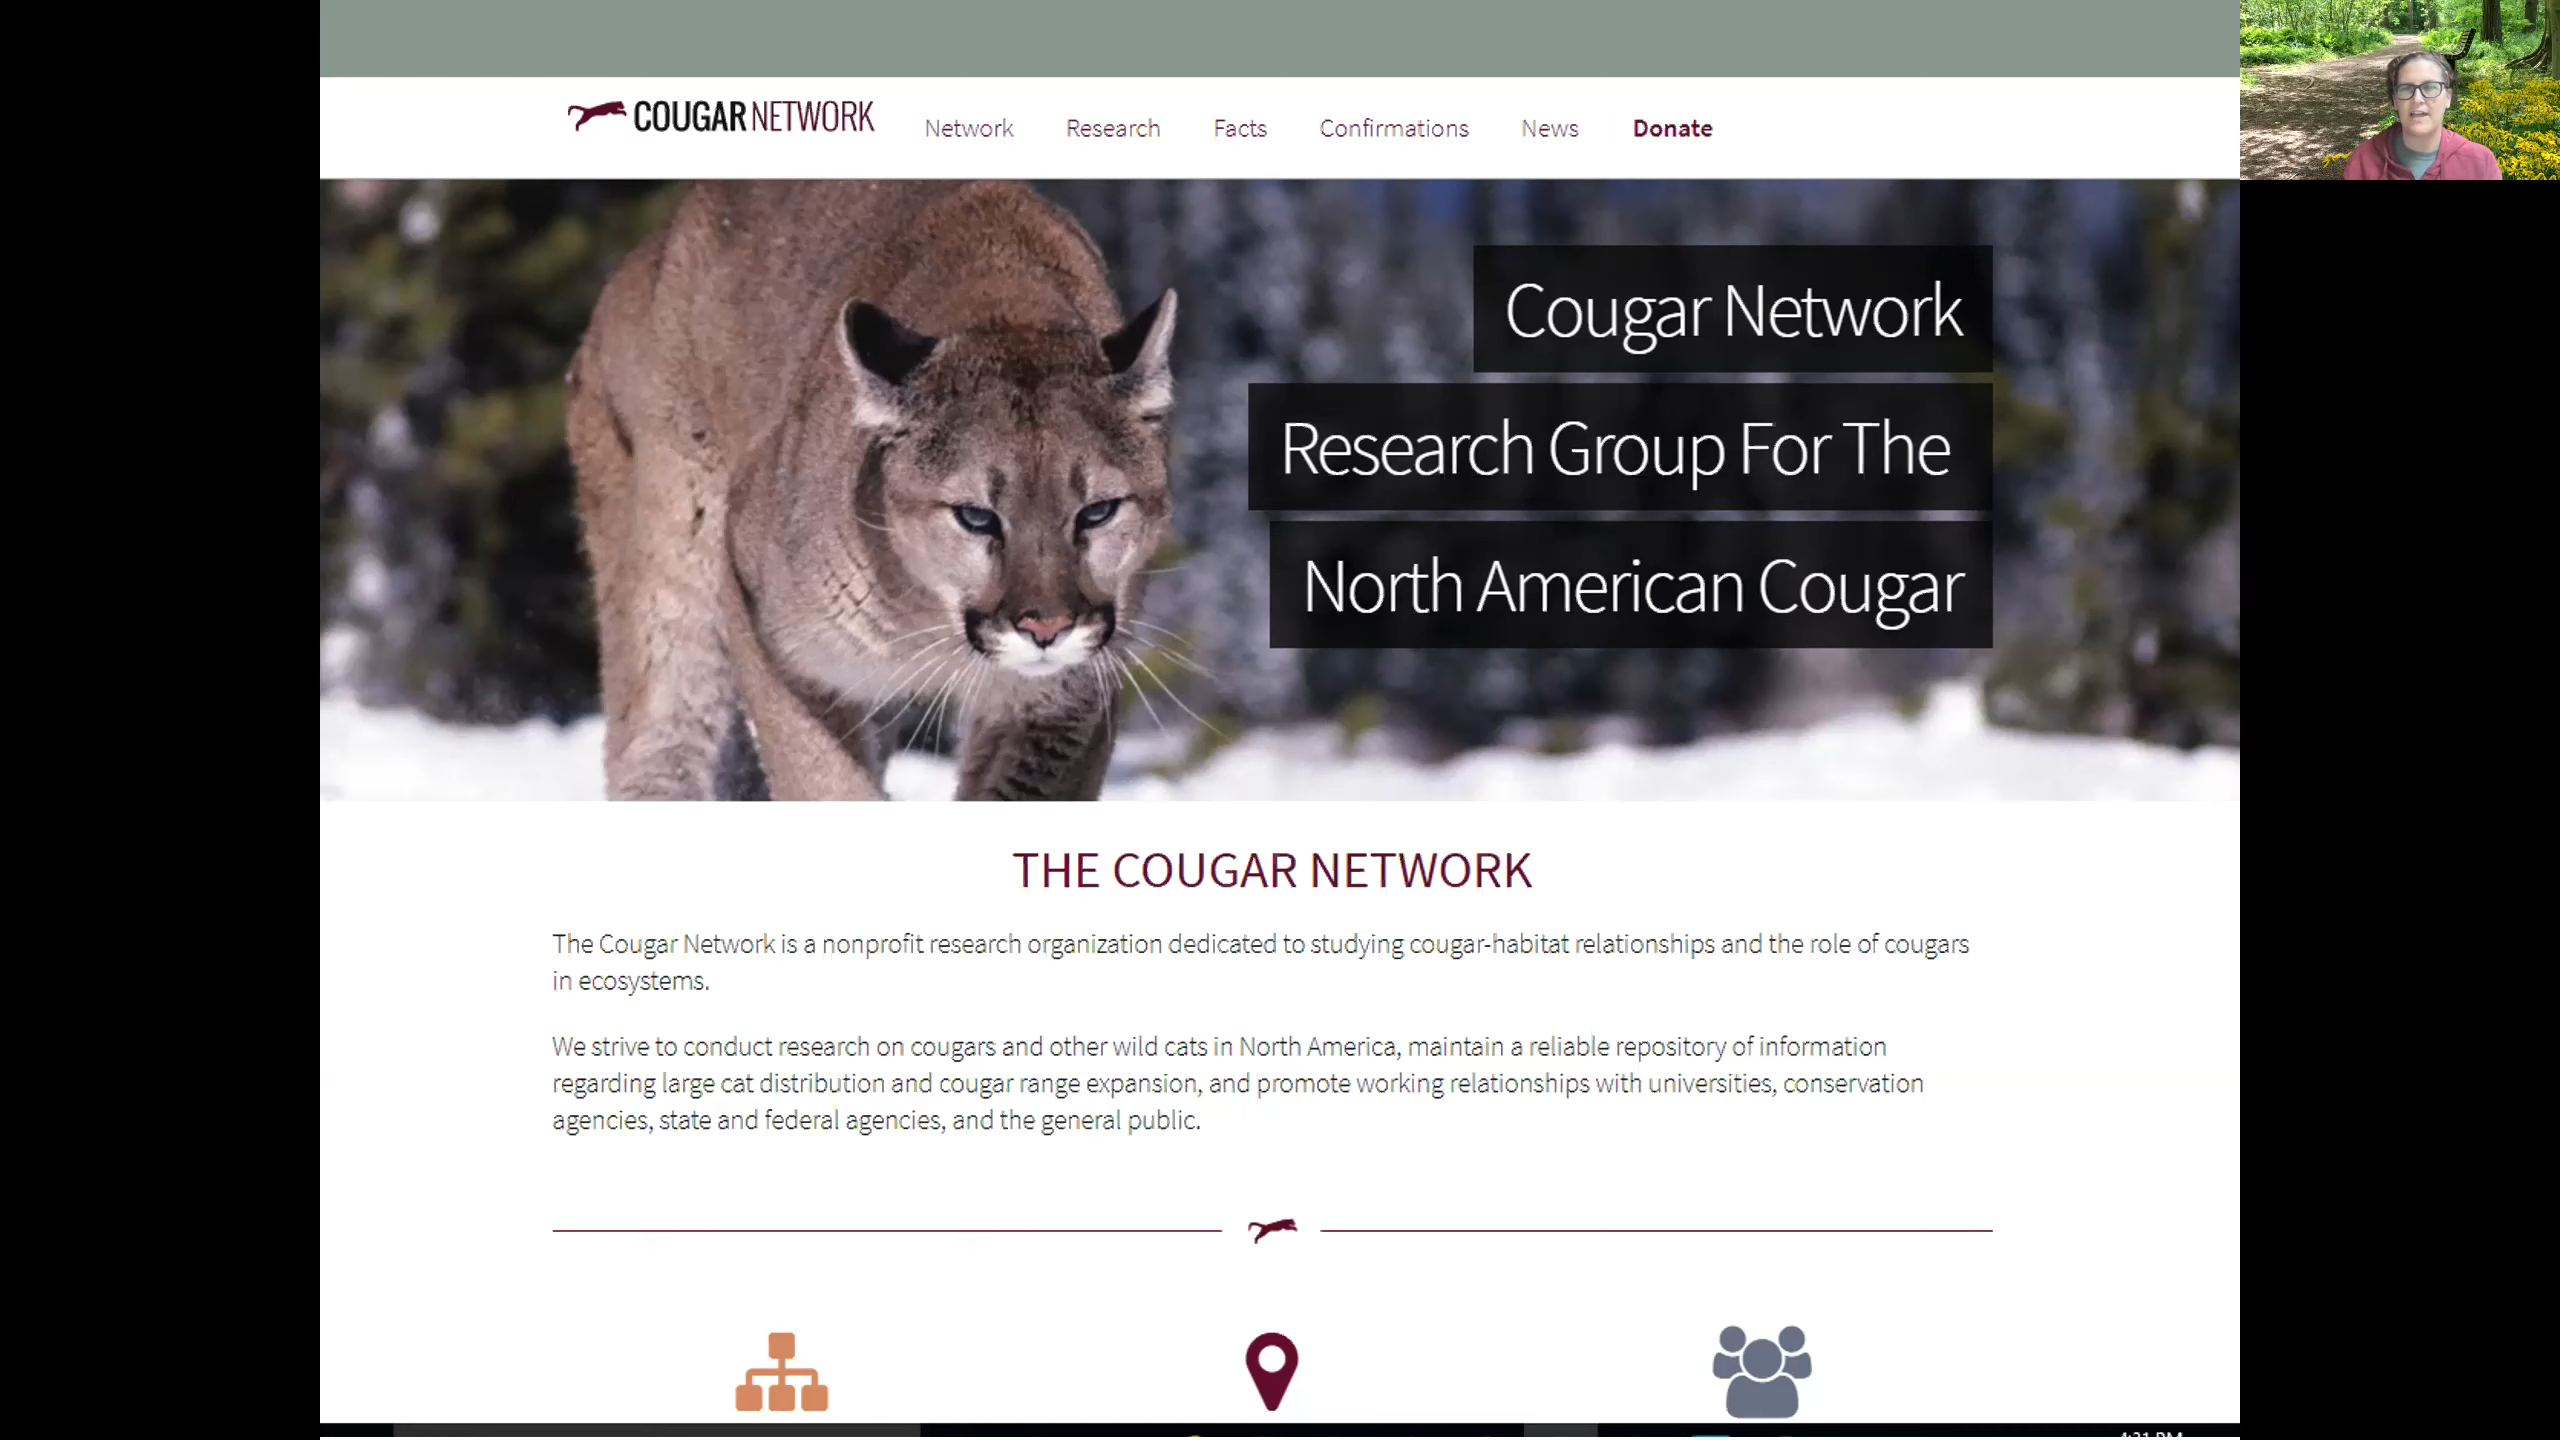 COUGAR NETWORK
Network Research Facts Confirmations News Donate
Cougar Network
Research Group For The
North American Cougar
THE COUGAR NETWORK
The Cougar Network is a nonprofit research organization dedicated to studying cougar-habitat relationships and the role of cougars
in ecosystems.
We strive to conduct research on cougars and other wild cats in North America, maintain a reliable repository of information
regarding large cat distribution and cougar range expansion, and promote working relationships with universities, conservation
agencies, state and federal agencies, and the general public.